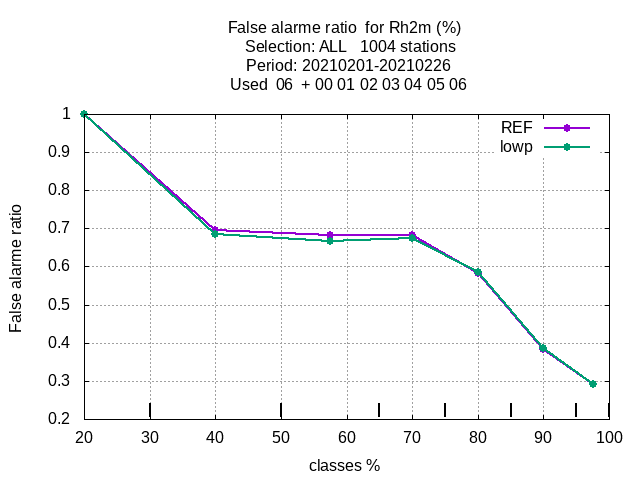 False alarme ratio  for Rh2m (%)
Selection: ALL   1004 stations
Period: 20210201-20210226
Used  06  + 00 01 02 03 04 05 06
REF
lowp
1
0.9
0.8
0.7
0.6
0.5
0.4
0.3
0.2
False alarme ratio
20 30 40 50 60 70 80 90 100
classes %